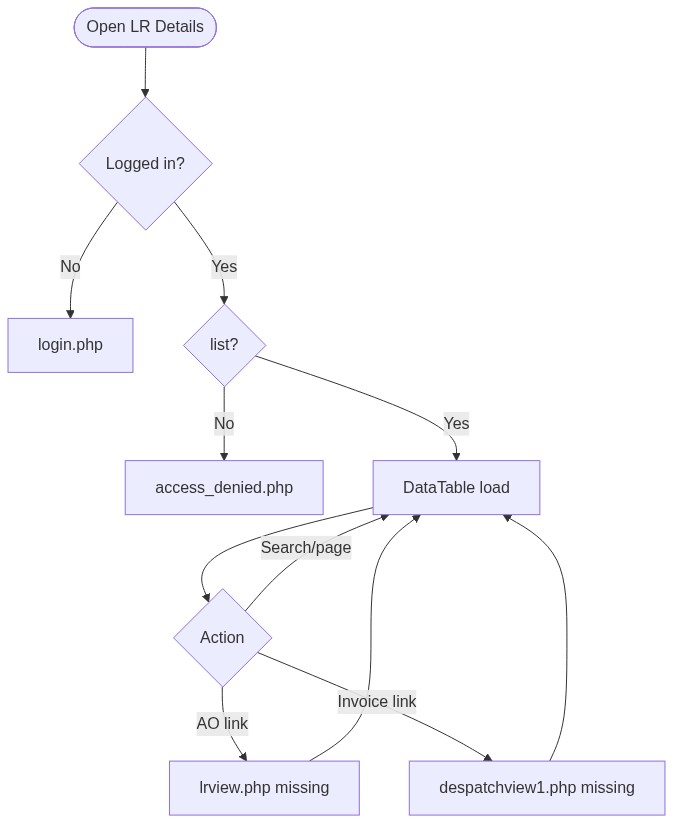 Open LR Details
Logged in?
No
Yes
login.php
list?
No
Yes
access_denied.php
DataTable load
Search/page
Action
Invoice link
AO link
lrview.php missing
despatchview1.php missing